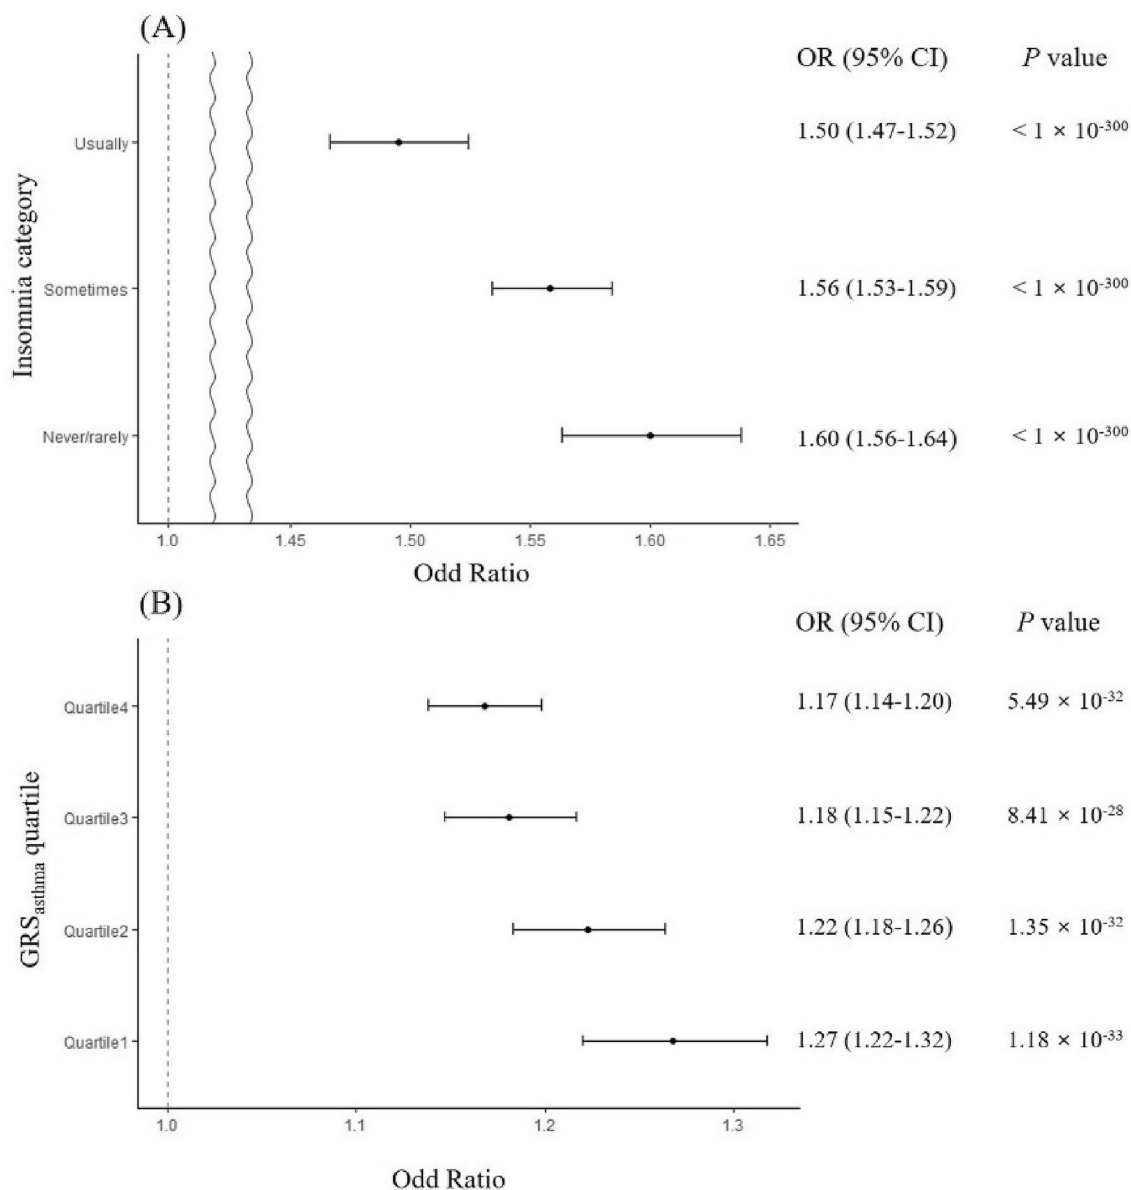 (A)
OR (95% CI) P value
Usually 1.50 (1.47-1.52) < 1 × 10-300
Insomnia category
Sometimes 1.56 (1.53-1.59) < 1 × 10-300
Never/rarely 1.60 (1.56-1.64) < 1 × 10-300
1.0 1.45 1.50 1.55 1.60 1.65
Odd Ratio
(B)
OR (95% CI) P value
Quartile4 1.17 (1.14-1.20) 5.49 × 10-32
Quartile3 1.18 (1.15-1.22) 8.41 × 10-28
GRSasthma quartile
Quartile2 1.22 (1.18-1.26) 1.35 × 10-32
Quartile1 1.27 (1.22-1.32) 1.18 × 10-33
1.0 1.1 1.2 1.3
Odd Ratio